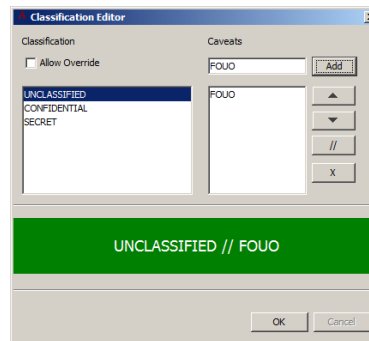 Classification Editor
Classification
Caveats
Allow Override
FOUO
Add
UNCLASSIFIED
CONFIDENTIAL
SECRET
FOUO
//
X
UNCLASSIFIED // FOUO
OK
Cancel